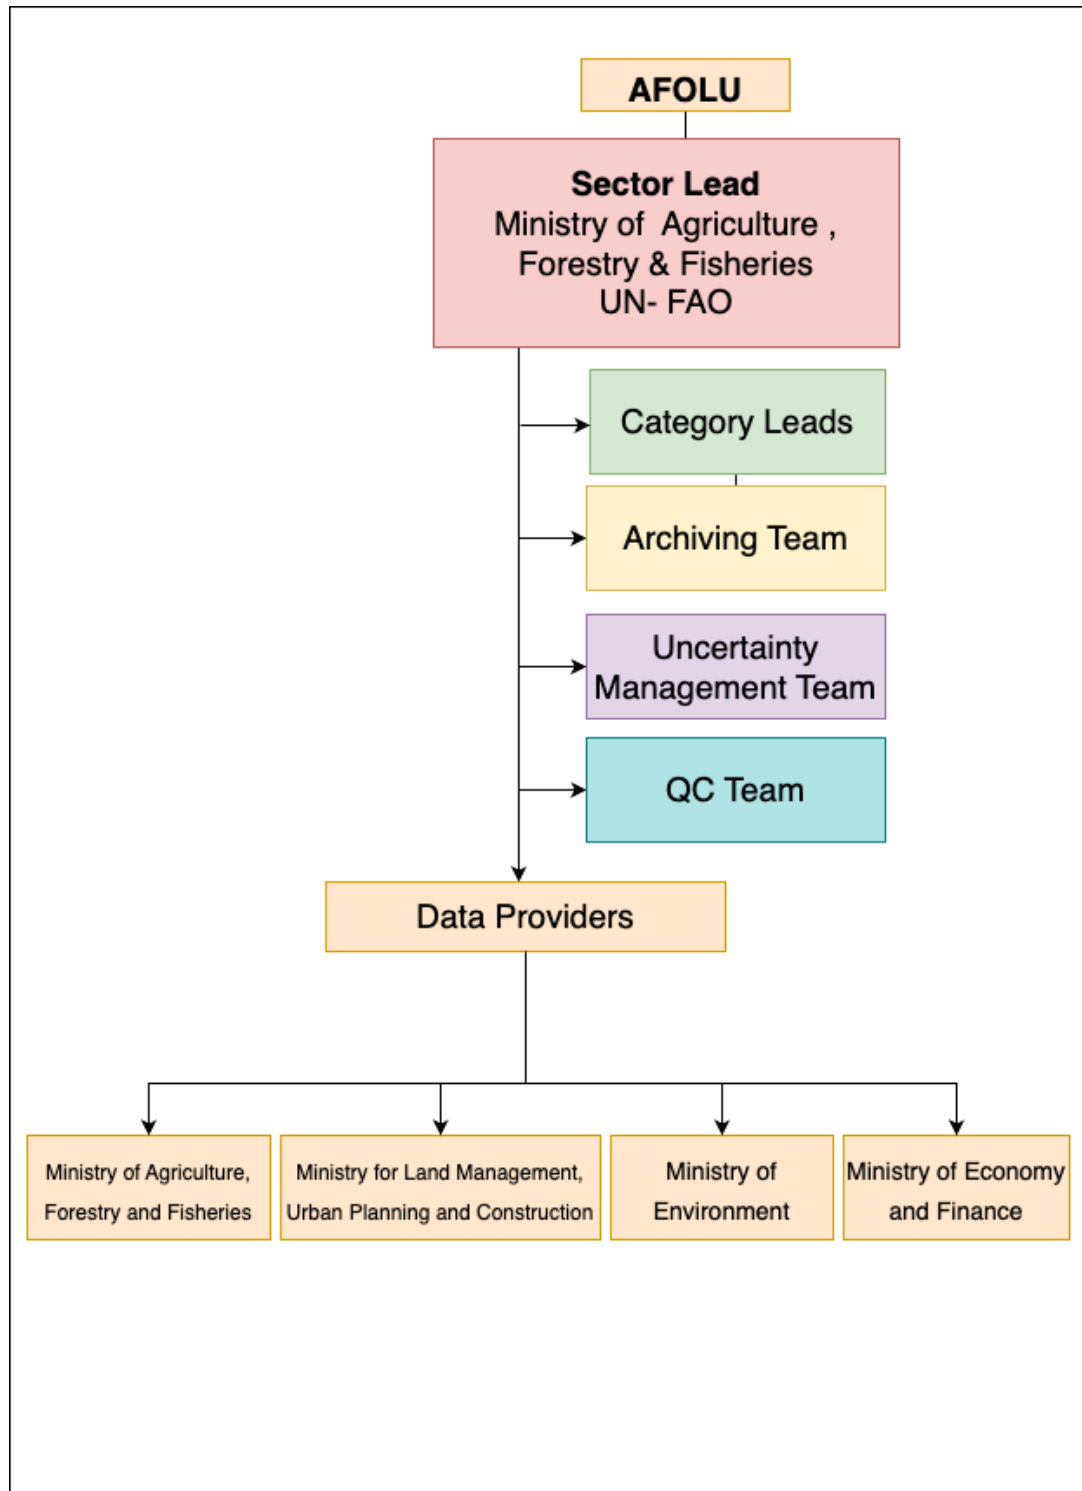 AFOLU
Sector Lead
Ministry of Agriculture ,
Forestry & Fisheries
UN- FAO
Category Leads
Archiving Team
Uncertainty
Management Team
QC Team
Data Providers
Ministry of Agriculture,
Forestry and Fisheries
Ministry for Land Management,
Urban Planning and Construction
Ministry of
Environment
Ministry of Economy
and Finance